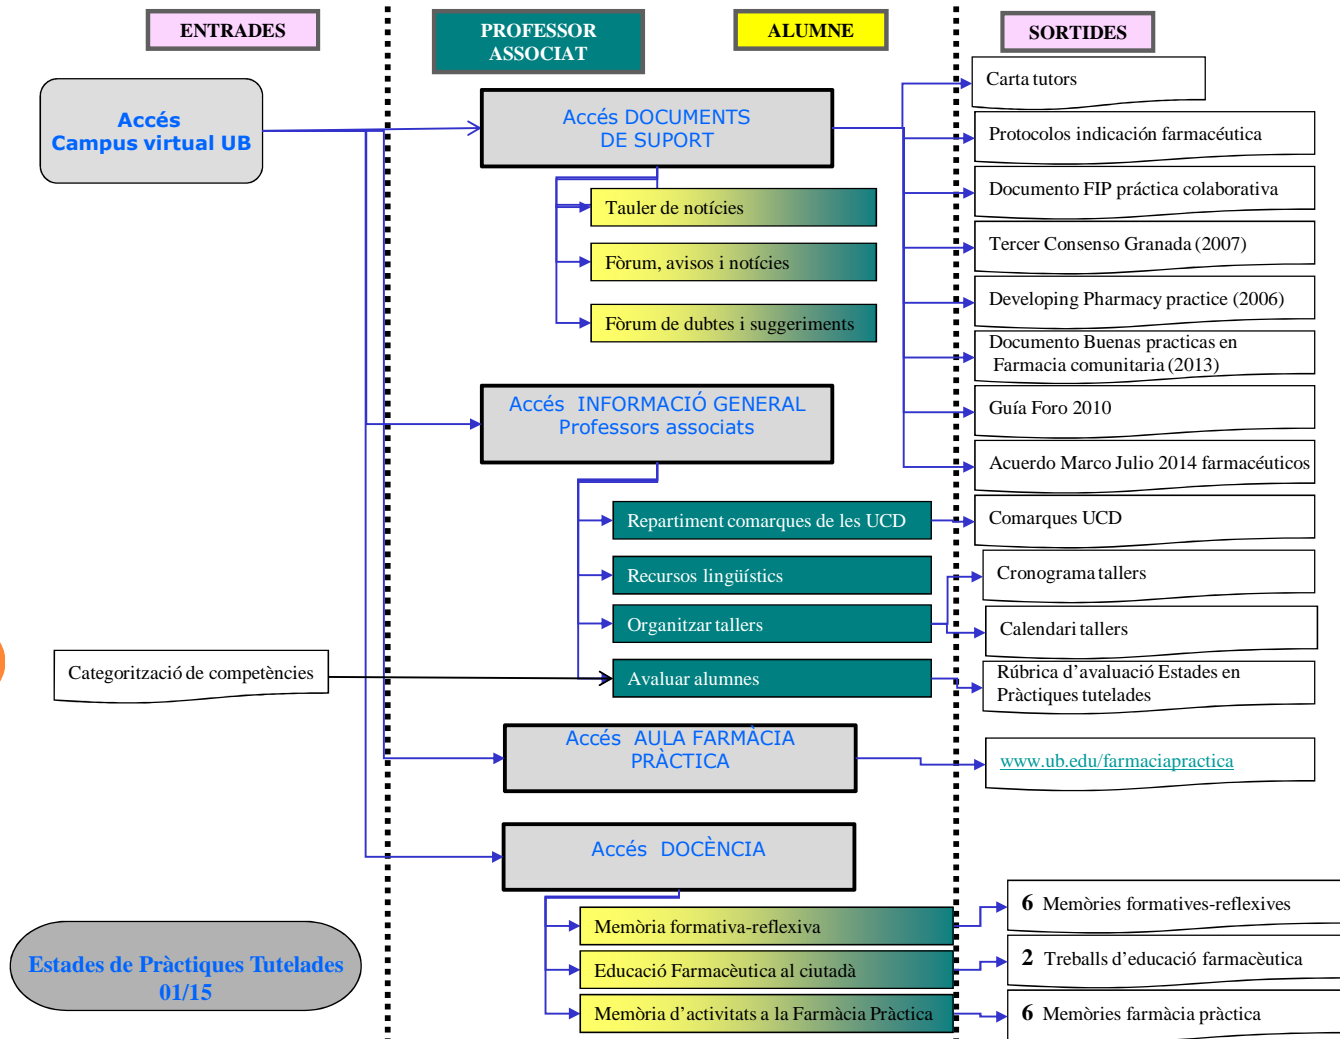 ENTRADES
PROFESSOR
ASSOCIAT
ALUMNE
SORTIDES
Accés
Campus virtual UB
Accés DOCUMENTS
DE SUPORT
Tauler de notícies
Fòrum, avisos i notícies
Fòrum de dubtes i suggeriments
Carta tutors
Protocolos indicación farmacéutica
Documento FIP práctica colaborativa
Tercer Consenso Granada (2007)
Developing Pharmacy practice (2006)
Documento Buenas practicas en
Farmacia comunitaria (2013)
Guía Foro 2010
Acuerdo Marco Julio 2014 farmacéuticos
Accés INFORMACIÓ GENERAL
Professors associats
Repartiment comarques de les UCD
Recursos lingüístics
Organitzar tallers
Avaluar alumnes
Comarques UCD
Cronograma tallers
Calendari tallers
Rúbrica d’avaluació Estades en
Pràctiques tutelades
Categorització de competències
Accés AULA FARMÀCIA
PRÀCTICA
www.ub.edu/farmaciapractica
Accés DOCÈNCIA
Memòria formativa-reflexiva
Educació Farmacèutica al ciutadà
Memòria d’activitats a la Farmàcia Pràctica
6 Memòries formatives-reflexives
2 Treballs d’educació farmacèutica
6 Memòries farmàcia pràctica
Estades de Pràctiques Tutelades
01/15